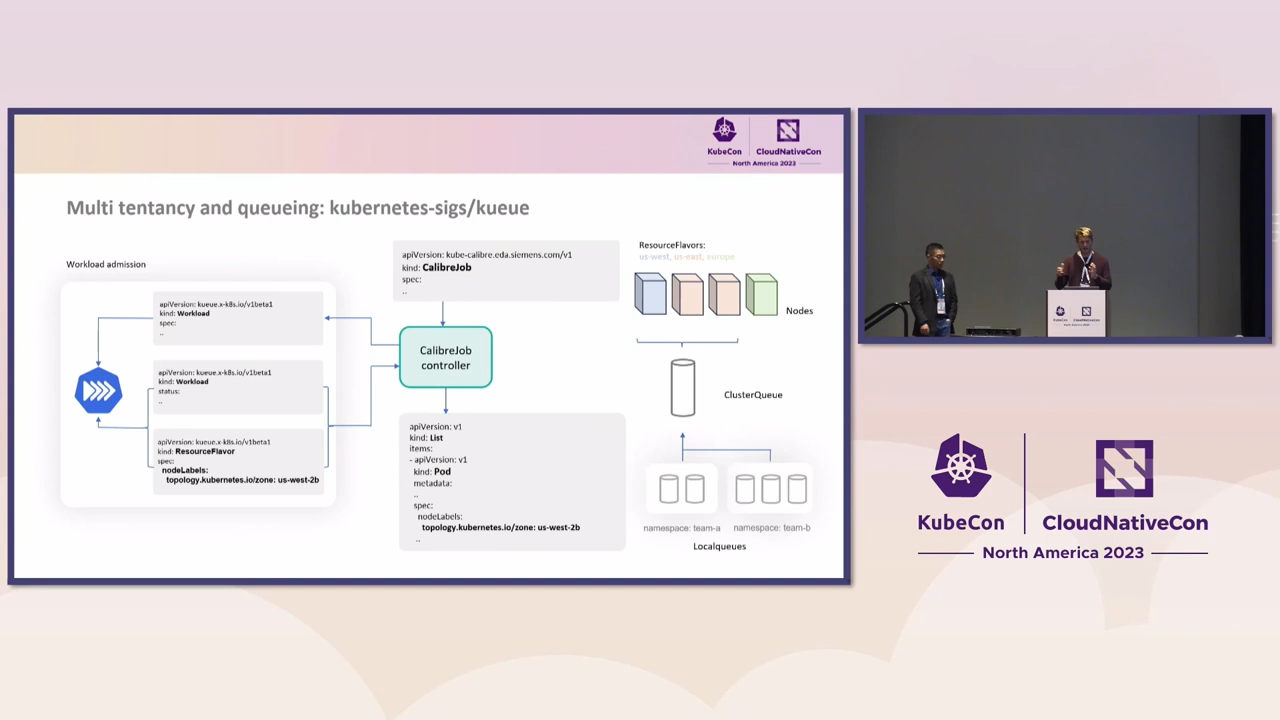 KubeCon
CloudNativeCon
North America 2023
Multi tentancy and queueing: kubernetes-sigs/kueue
Workload admission
apiVersion: kueue.x-k8s.io/v1beta1
kind: Workload
spec:
..
apiVersion: kueue.x-k8s.io/v1beta1
kind: Workload
status:
..
apiVersion: kueue.x-k8s.io/v1beta1
kind: ResourceFlavor
spec:
nodeLabels:
topology.kubernetes.io/zone: us-west-2b
apiVersion: kube-calibre.eda.siemens.com/v1
kind: CalibreJob
spec:
..
CalibreJob
controller
apiVersion: v1
kind: List
items:
- apiVersion: v1
kind: Pod
metadata:
..
spec:
nodeLabels:
topology.kubernetes.io/zone: us-west-2b
..
ResourceFlavors:
us-west, us-east, europe
Nodes
ClusterQueue
namespace: team-a
namespace: team-b
Localqueues
KubeCon
CloudNativeCon
KubeCon
CloudNativeCon
North America 2023